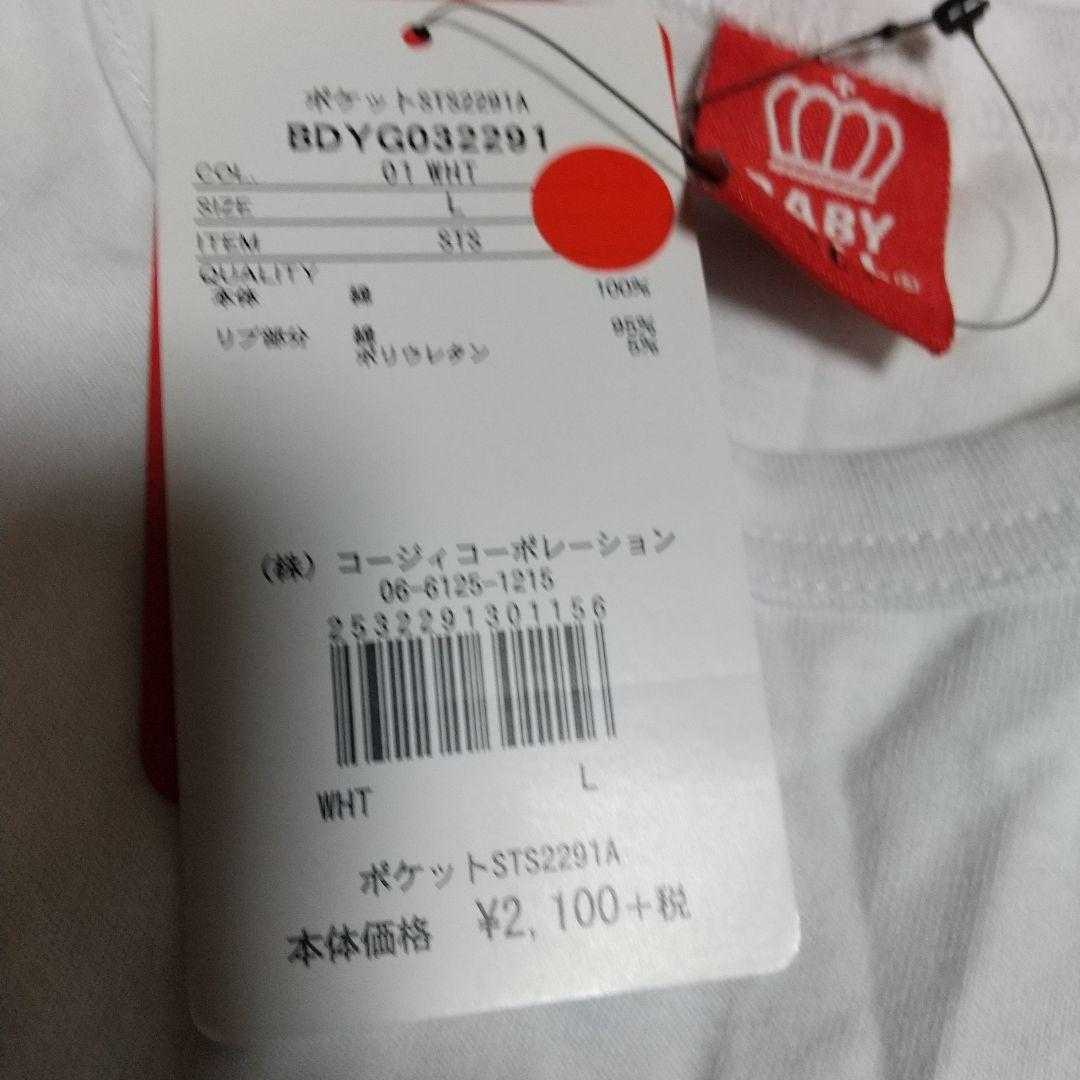 ポケットSTS2291A
BDYG032291
COL. 01 WHT
SIZE L
ITEM STS
QUALITY
本体 綿 100%
リブ部分 綿 95%
ポリウレタン 5%
(株) コージィコーポレーション
06-6125-1215
2532291301156
WHT L
ポケットSTS2291A
本体価格 ¥2,100+税
BABY